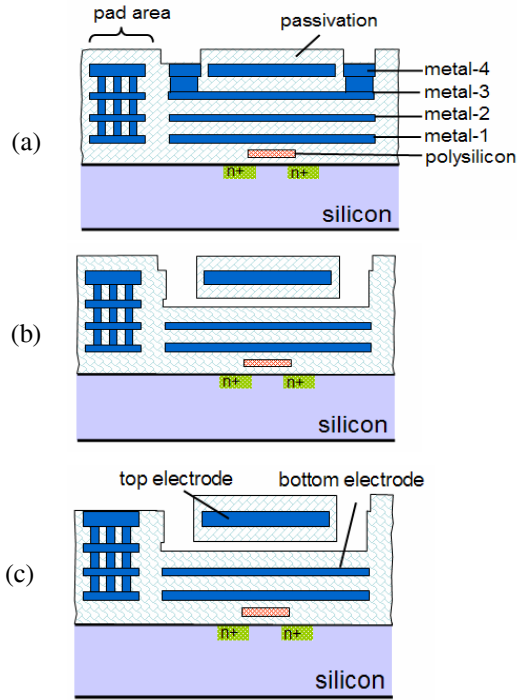 pad area
passivation
metal-4
metal-3
metal-2
metal-1
polysilicon
(a)
n+ n+
silicon
(b)
n+ n+
silicon
top electrode
bottom electrode
(c)
n+ n+
silicon